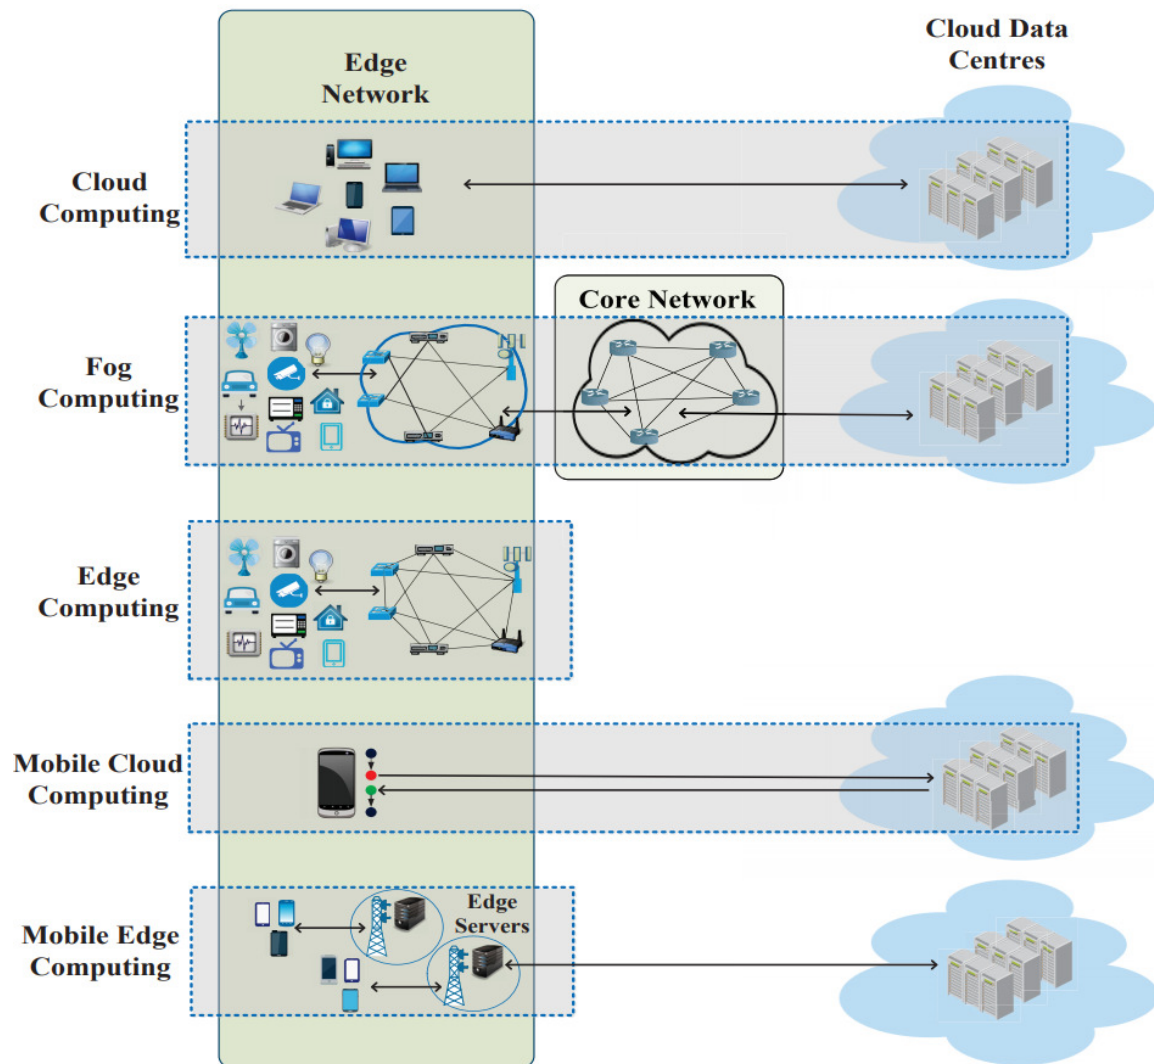 Edge
Network
Cloud Data
Centres
Cloud
Computing
Core Network
Fog
Computing
Edge
Computing
Mobile Cloud
Computing
Edge
Servers
Mobile Edge
Computing